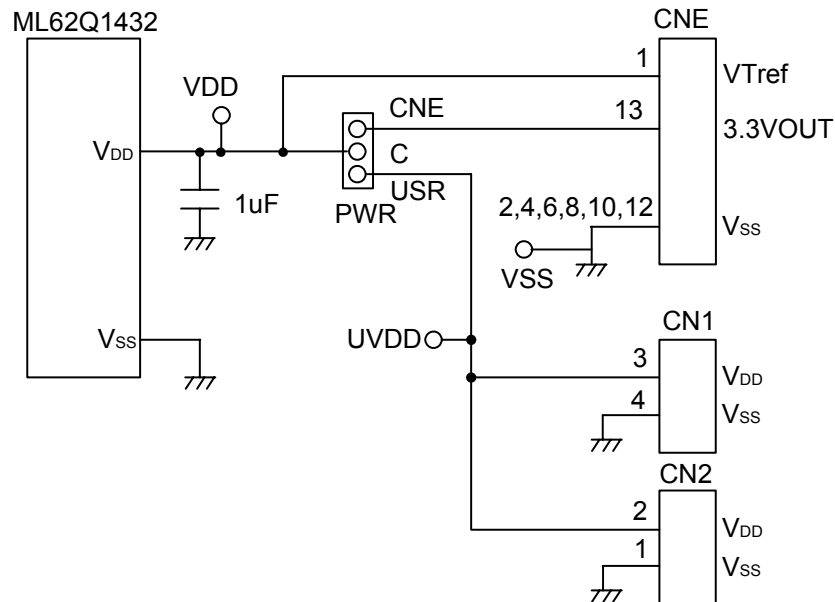 ML62Q1432
CNE
1
VTref
VDD
CNE
13
3.3VOUT
VDD
C
1uF
USR
PWR
2,4,6,8,10,12
VSS
VSS
VSS
UVDD
CN1
3
VDD
4
VSS
CN2
2
VDD
1
VSS